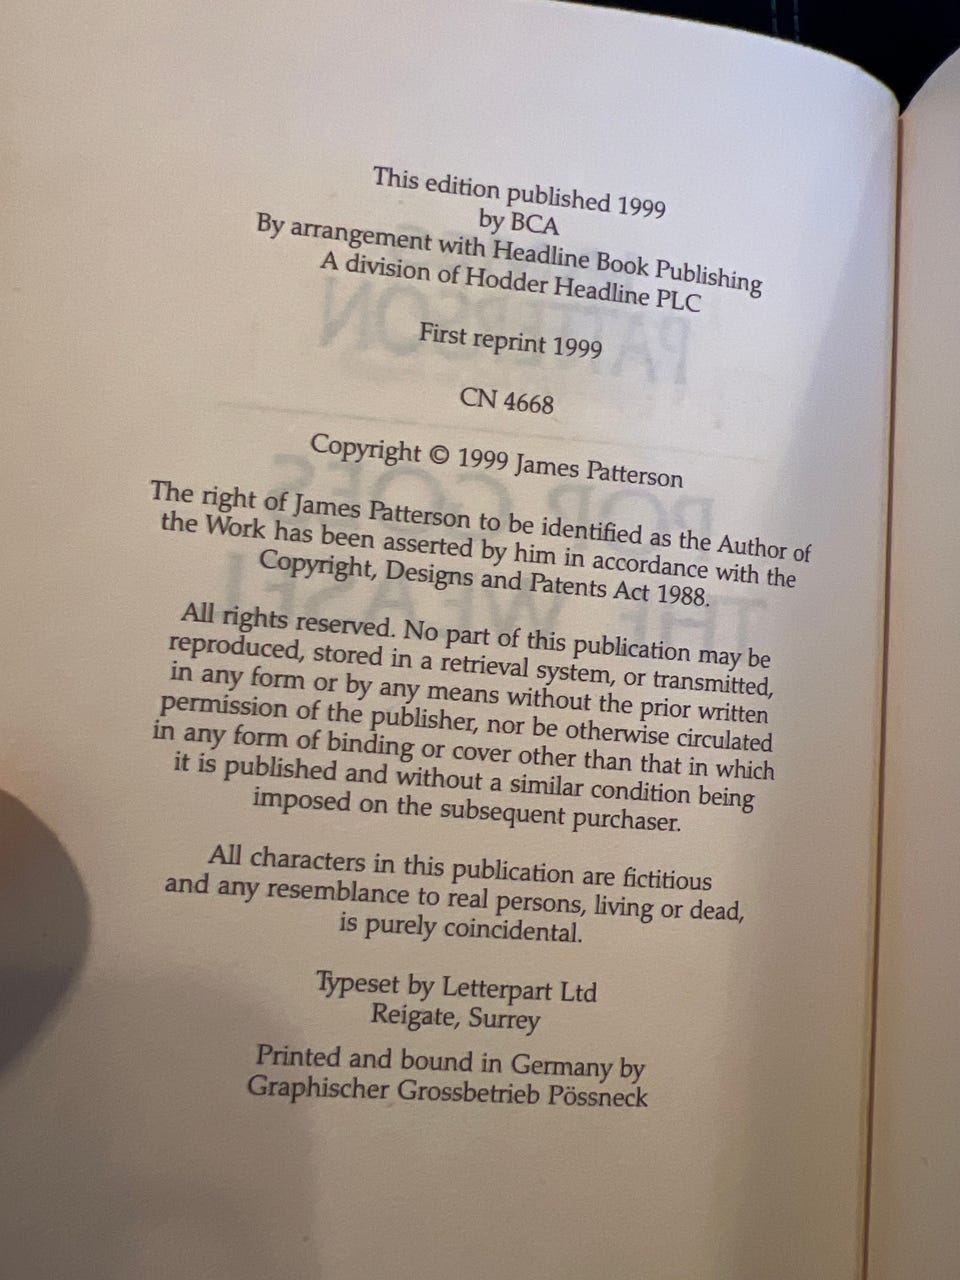 This edition published 1999
by BCA
By arrangement with Headline Book Publishing
A division of Hodder Headline PLC
First reprint 1999
CN 4668
Copyright © 1999 James Patterson
The right of James Patterson to be identified as the Author of
the Work has been asserted by him in accordance with the
Copyright, Designs and Patents Act 1988.
All rights reserved. No part of this publication may be
reproduced, stored in a retrieval system, or transmitted,
in any form or by any means without the prior written
permission of the publisher, nor be otherwise circulated
in any form of binding or cover other than that in which
it is published and without a similar condition being
imposed on the subsequent purchaser.
All characters in this publication are fictitious
and any resemblance to real persons, living or dead,
is purely coincidental.
Typeset by Letterpart Ltd
Reigate, Surrey
Printed and bound in Germany by
Graphischer Grossbetrieb Pössneck